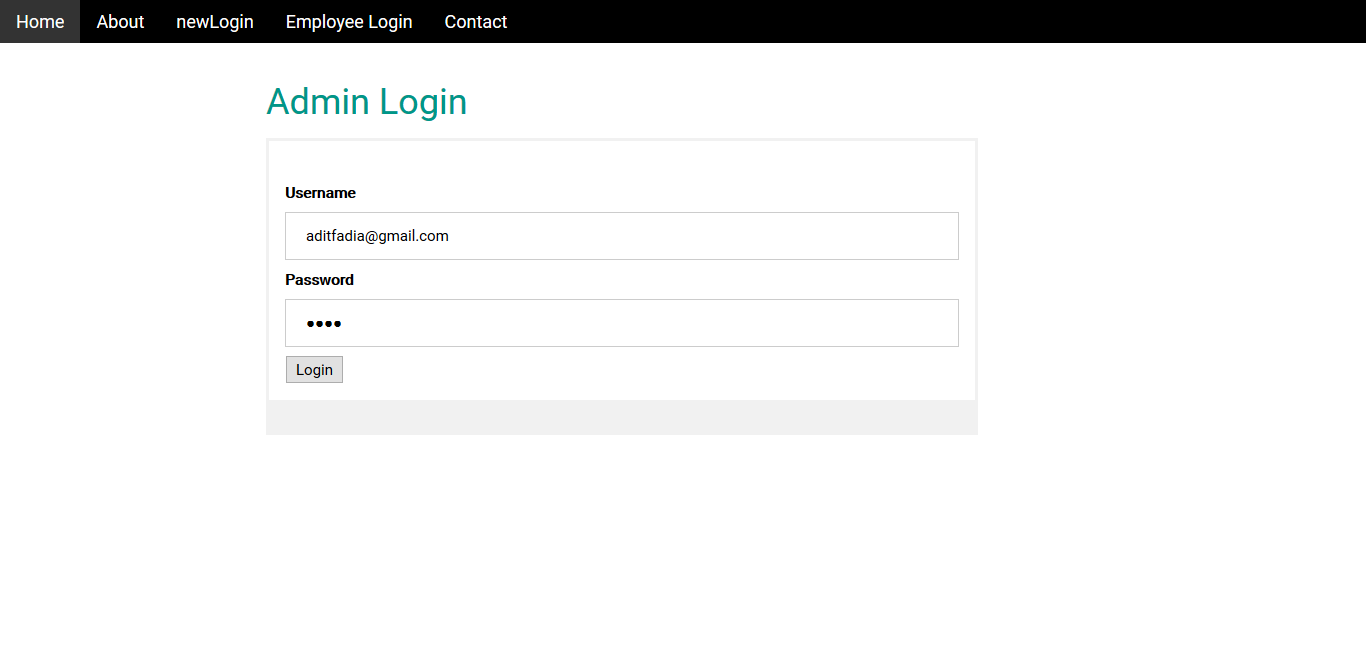 Home About newLogin Employee Login Contact
Admin Login
Username
aditfadia@gmail.com
Password
••••
Login